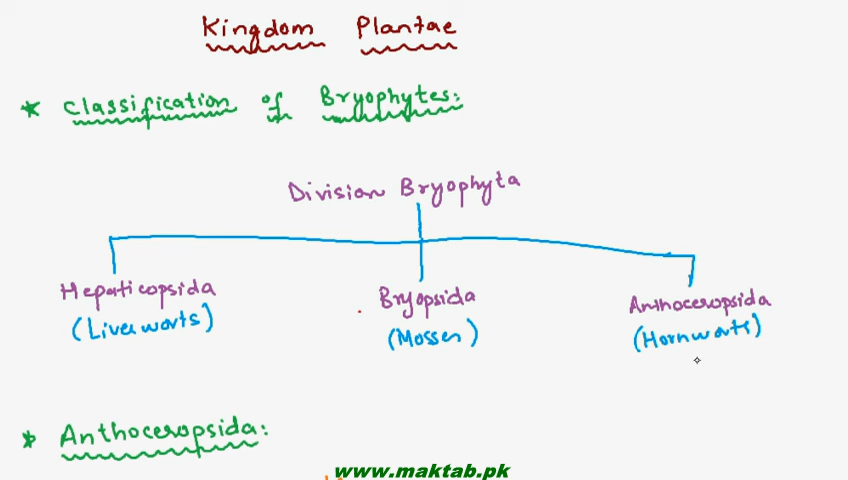 Kingdom Plantae
* Classification of Bryophytes:
Division Bryophyta
Hepaticopsida Bryopsida Anthoceropsida
(Liverworts) (Mosses) (Hornworts)
* Anthoceropsida:
www.maktab.pk